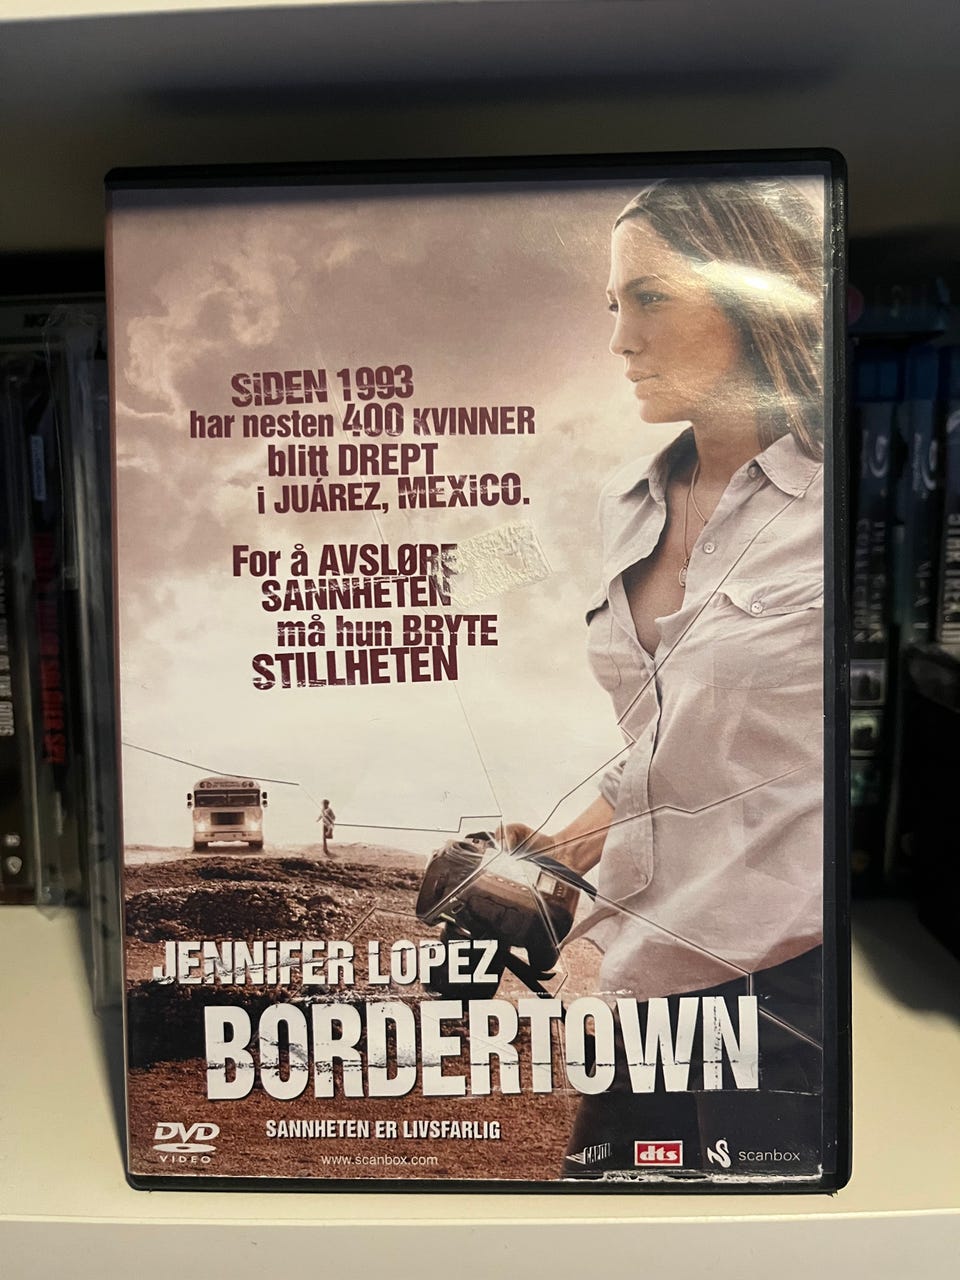 SiDEN 1993
har nesten 400 KVINNER
blitt DREPT
i JUÁREZ, MEXiCO.
For å AVSLØRE
SANNHETEN
må hun BRYTE
STILLHETEN
JENNiFER LOPEZ
BORDERTOWN
DVD
VIDEO
SANNHETEN ER LIVSFARLIG
www.scanbox.com
CAPITOL
dts
scanbox